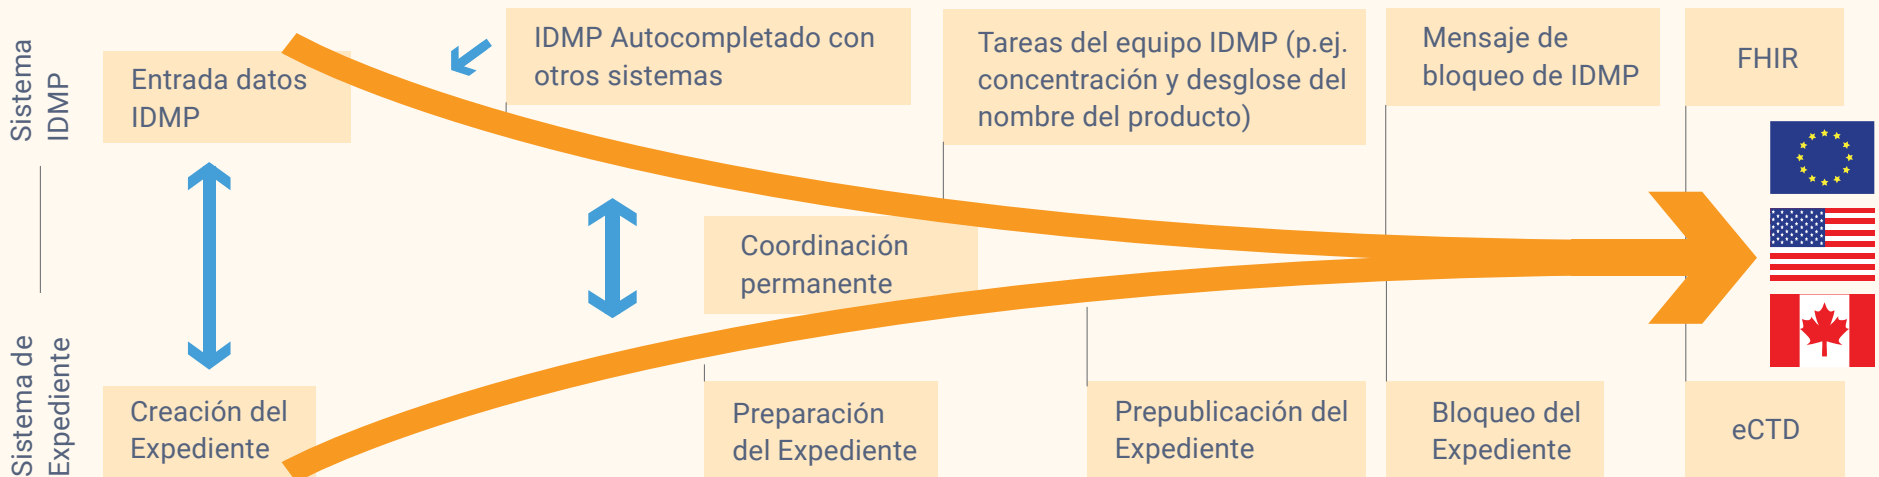 Sistema
IDMP
Entrada datos
IDMP
IDMP Autocompletado con
otros sistemas
Tareas del equipo IDMP (p.ej.
concentración y desglose del
nombre del producto)
Mensaje de
bloqueo de IDMP
FHIR
Coordinación
permanente
Sistema de
Expediente
Creación del
Expediente
Preparación
del Expediente
Prepublicación del
Expediente
Bloqueo del
Expediente
eCTD